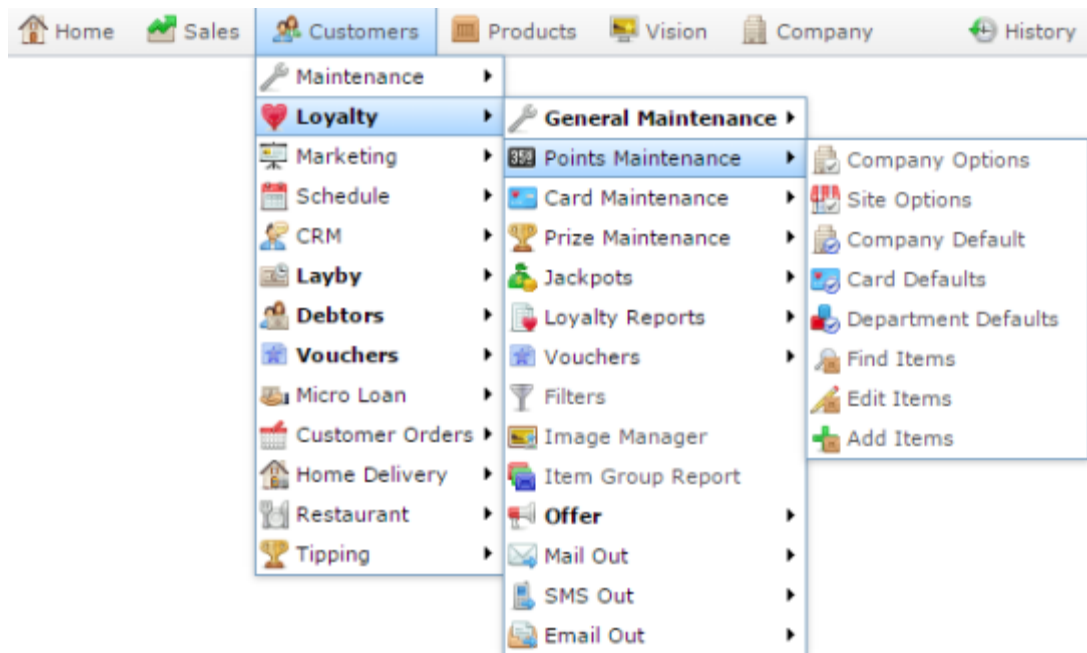 Home Sales Customers Products Vision Company History
Maintenance
Loyalty
Marketing
Schedule
CRM
Layby
Debtors
Vouchers
Micro Loan
Customer Orders
Home Delivery
Restaurant
Tipping
General Maintenance
Points Maintenance
Card Maintenance
Prize Maintenance
Jackpots
Loyalty Reports
Vouchers
Filters
Image Manager
Item Group Report
Offer
Mail Out
SMS Out
Email Out
Company Options
Site Options
Company Default
Card Defaults
Department Defaults
Find Items
Edit Items
Add Items